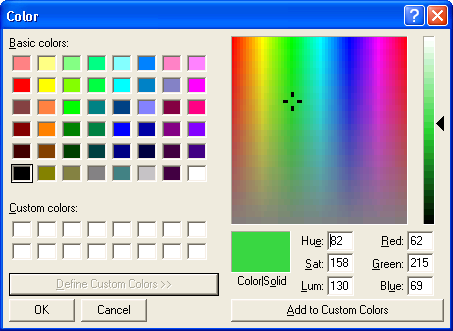 Color
Basic colors:
Custom colors:
Define Custom Colors >>
OK Cancel
Color|Solid
Hue: 82 Red: 62
Sat: 158 Green: 215
Lum: 130 Blue: 69
Add to Custom Colors